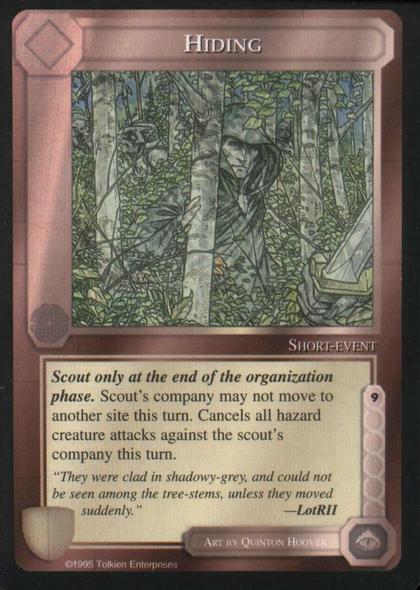 HIDING
SHORT-EVENT
Scout only at the end of the organization
phase. Scout's company may not move to
another site this turn. Cancels all hazard
creature attacks against the scout's
company this turn.
9
"They were clad in shadowy-grey, and could not
be seen among the tree-stems, unless they moved
suddenly." —LotRII
ART BY QUINTON HOOVER
©1995 Tolkien Enterprises